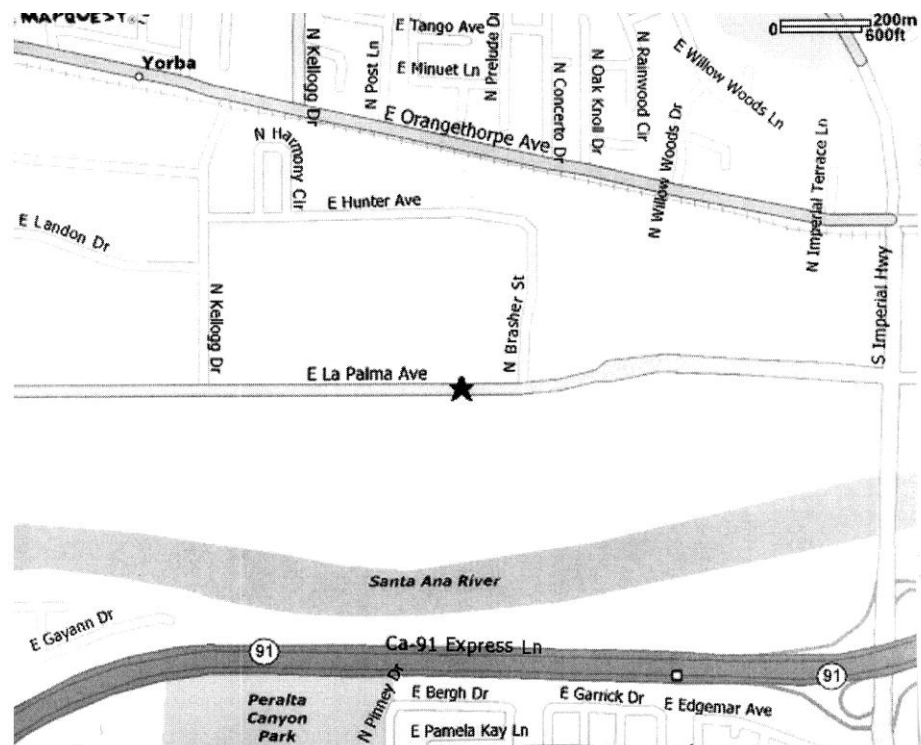 MAPQUEST
200m
0
600ft
E Tango Ave
N Prelude Dr
Yorba
N Kellogg Dr
N Post Ln
E Minuet Ln
N Concerto Dr
N Oak Knoll Dr
N Rainwood Cir
E Willow Woods Ln
E Orangethorpe Ave
N Willow Woods Dr
N Imperial Terrace Ln
N Harmony Cir
E Hunter Ave
E Landon Dr
S Imperial Hwy
N Kellogg Dr
N Brasher St
E La Palma Ave
Santa Ana River
E Gayann Dr
91
Ca-91 Express Ln
91
Peralta
Canyon
Park
N Pinney Dr
E Bergh Dr
E Garrick Dr
E Edgemar Ave
E Pamela Kay Ln